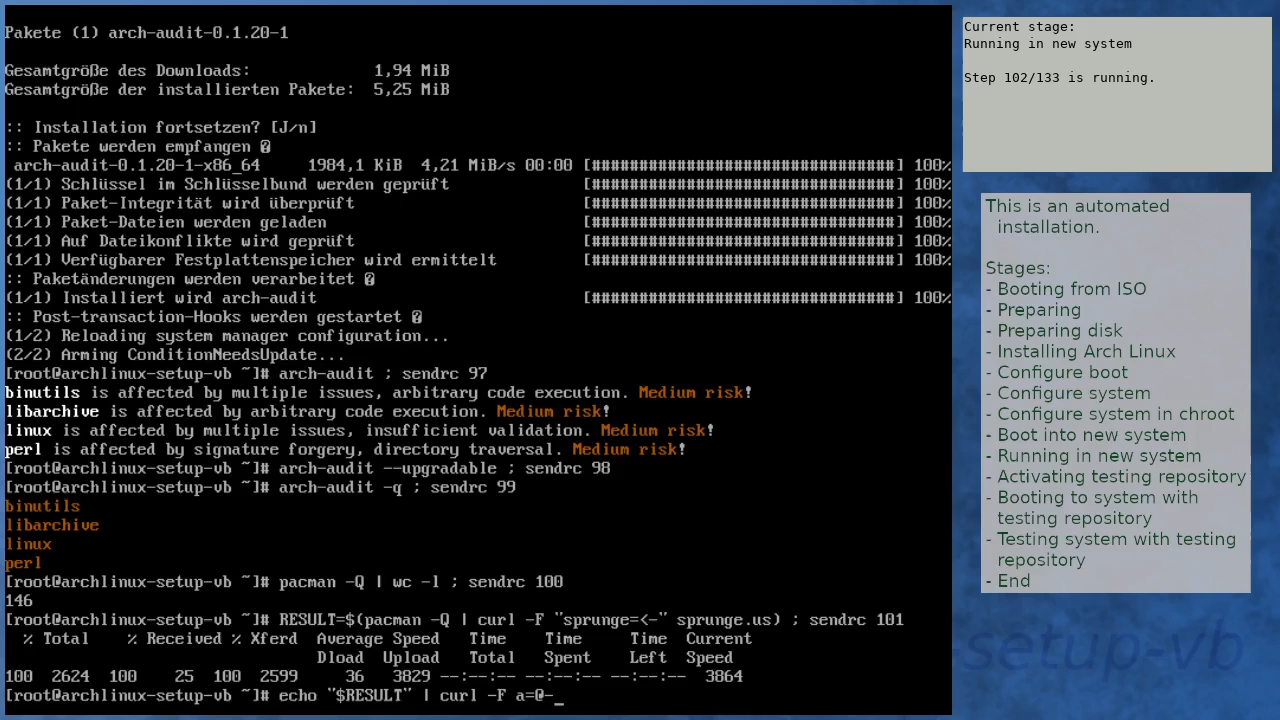 Pakete (1) arch-audit-0.1.20-1
Gesamtgröße des Downloads: 1,94 MiB
Gesamtgröße der installierten Pakete: 5,25 MiB
:: Installation fortsetzen? [J/n]
:: Pakete werden empfangen �
arch-audit-0.1.20-1-x86_64 1984,1 KiB 4,21 MiB/s 00:00 [################################] 100%
(1/1) Schlüssel im Schlüsselbund werden geprüft [################################] 100%
(1/1) Paket-Integrität wird überprüft [################################] 100%
(1/1) Paket-Dateien werden geladen [################################] 100%
(1/1) Auf Dateikonflikte wird geprüft [################################] 100%
(1/1) Verfügbarer Festplattenspeicher wird ermittelt [################################] 100%
:: Paketänderungen werden verarbeitet �
(1/1) Installiert wird arch-audit [################################] 100%
:: Post-transaction-Hooks werden gestartet �
(1/2) Reloading system manager configuration...
(2/2) Arming ConditionNeedsUpdate...
[root@archlinux-setup-vb ~]# arch-audit ; sendrc 97
binutils is affected by multiple issues, arbitrary code execution. Medium risk!
libarchive is affected by arbitrary code execution. Medium risk!
linux is affected by multiple issues, insufficient validation. Medium risk!
perl is affected by signature forgery, directory traversal. Medium risk!
[root@archlinux-setup-vb ~]# arch-audit --upgradable ; sendrc 98
[root@archlinux-setup-vb ~]# arch-audit -q ; sendrc 99
binutils
libarchive
linux
perl
[root@archlinux-setup-vb ~]# pacman -Q | wc -l ; sendrc 100
146
[root@archlinux-setup-vb ~]# RESULT=$(pacman -Q | curl -F "sprunge=<-" sprunge.us) ; sendrc 101
% Total % Received % Xferd Average Speed Time Time Time Current
Dload Upload Total Spent Left Speed
100 2624 100 25 100 2599 36 3829 --:--:-- --:--:-- --:--:-- 3864
[root@archlinux-setup-vb ~]# echo "$RESULT" | curl -F a=@-_
Current stage:
Running in new system
Step 102/133 is running.
This is an automated
installation.
Stages:
- Booting from ISO
- Preparing
- Preparing disk
- Installing Arch Linux
- Configure boot
- Configure system
- Configure system in chroot
- Boot into new system
- Running in new system
- Activating testing repository
- Booting to system with
testing repository
- Testing system with testing
repository
- End
-setup-vb